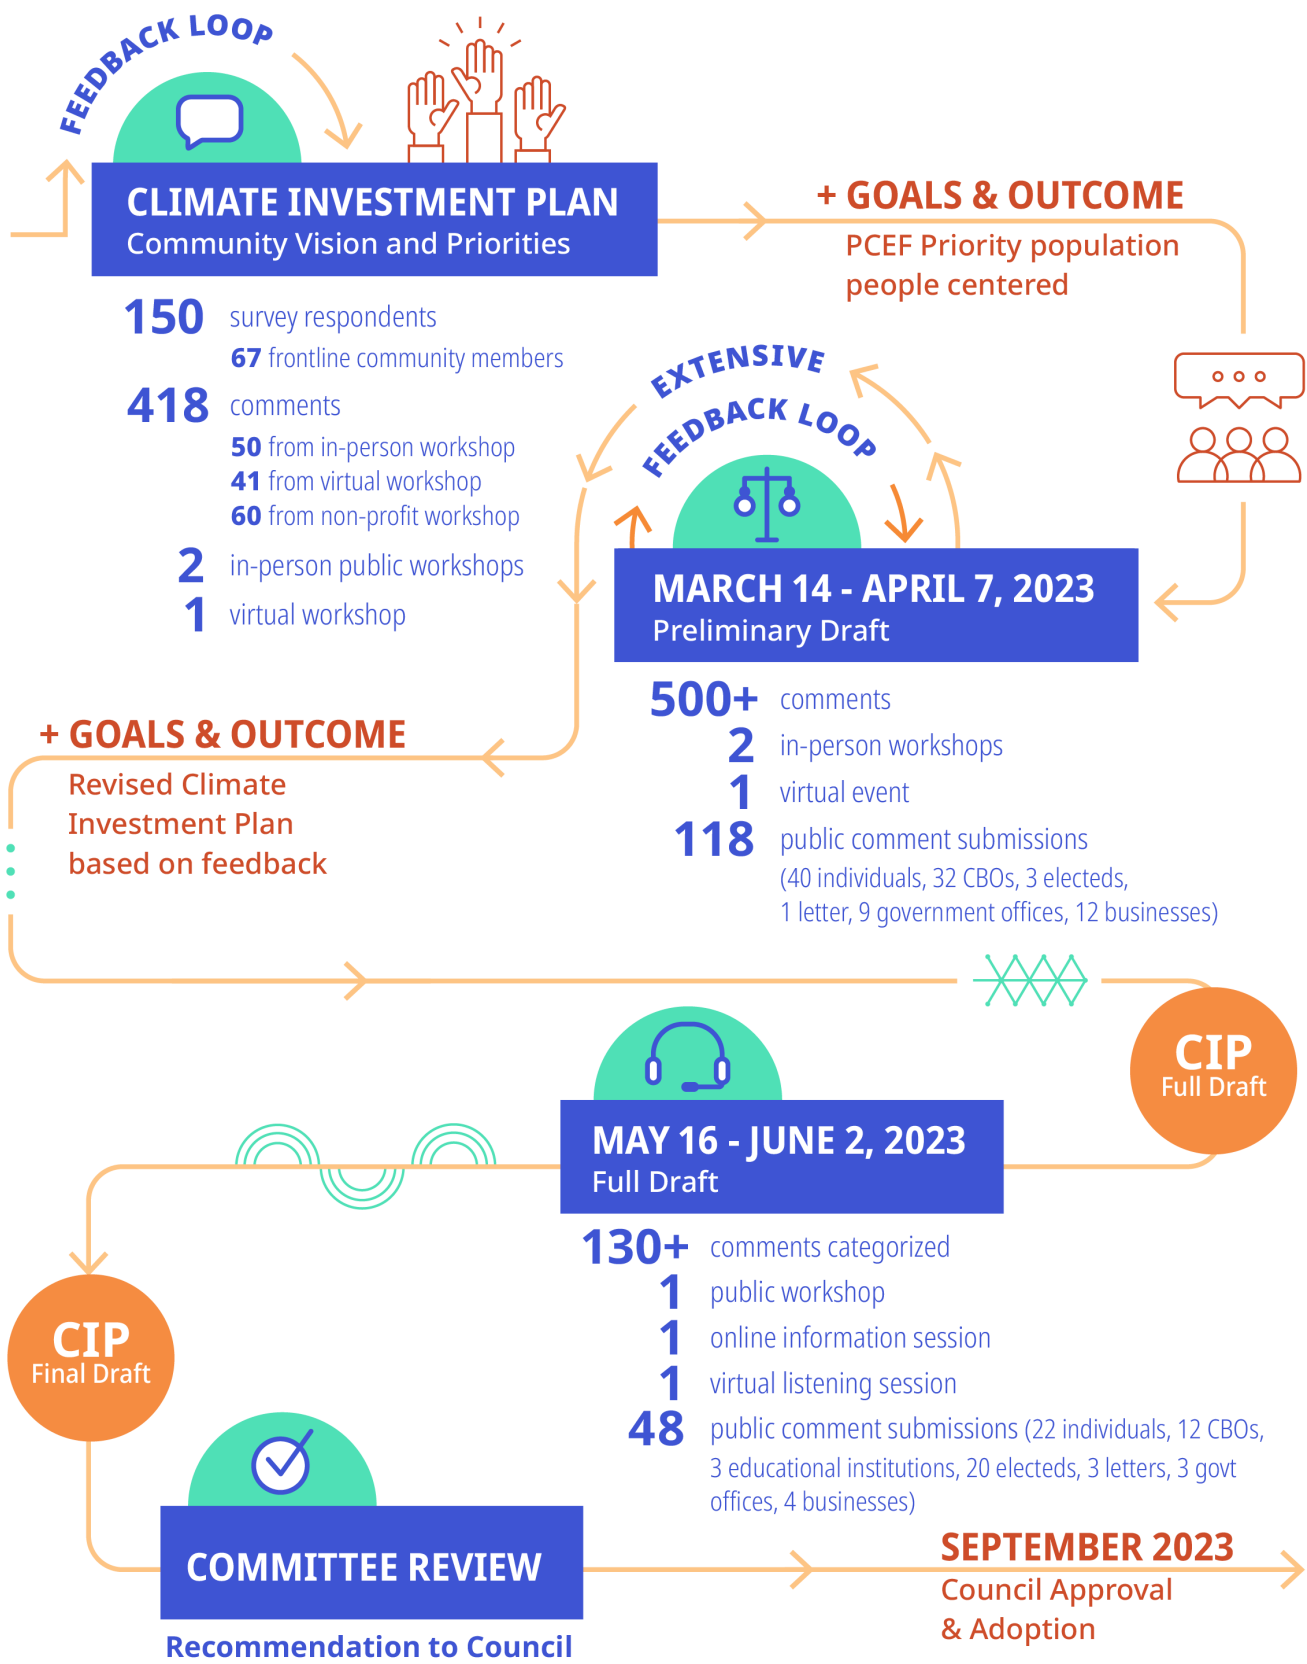 FEEDBACK LOOP
CLIMATE INVESTMENT PLAN
Community Vision and Priorities
+ GOALS & OUTCOME
PCEF Priority population
people centered
150 survey respondents
67 frontline community members
418 comments
50 from in-person workshop
41 from virtual workshop
60 from non-profit workshop
2 in-person public workshops
1 virtual workshop
EXTENSIVE
FEEDBACK LOOP
MARCH 14 - APRIL 7, 2023
Preliminary Draft
500+ comments
2 in-person workshops
1 virtual event
118 public comment submissions
(40 individuals, 32 CBOs, 3 electeds,
1 letter, 9 government offices, 12 businesses)
+ GOALS & OUTCOME
Revised Climate
Investment Plan
based on feedback
CIP
Full Draft
MAY 16 - JUNE 2, 2023
Full Draft
130+ comments categorized
1 public workshop
1 online information session
1 virtual listening session
48 public comment submissions (22 individuals, 12 CBOs,
3 educational institutions, 20 electeds, 3 letters, 3 govt
offices, 4 businesses)
CIP
Final Draft
COMMITTEE REVIEW
Recommendation to Council
SEPTEMBER 2023
Council Approval
& Adoption